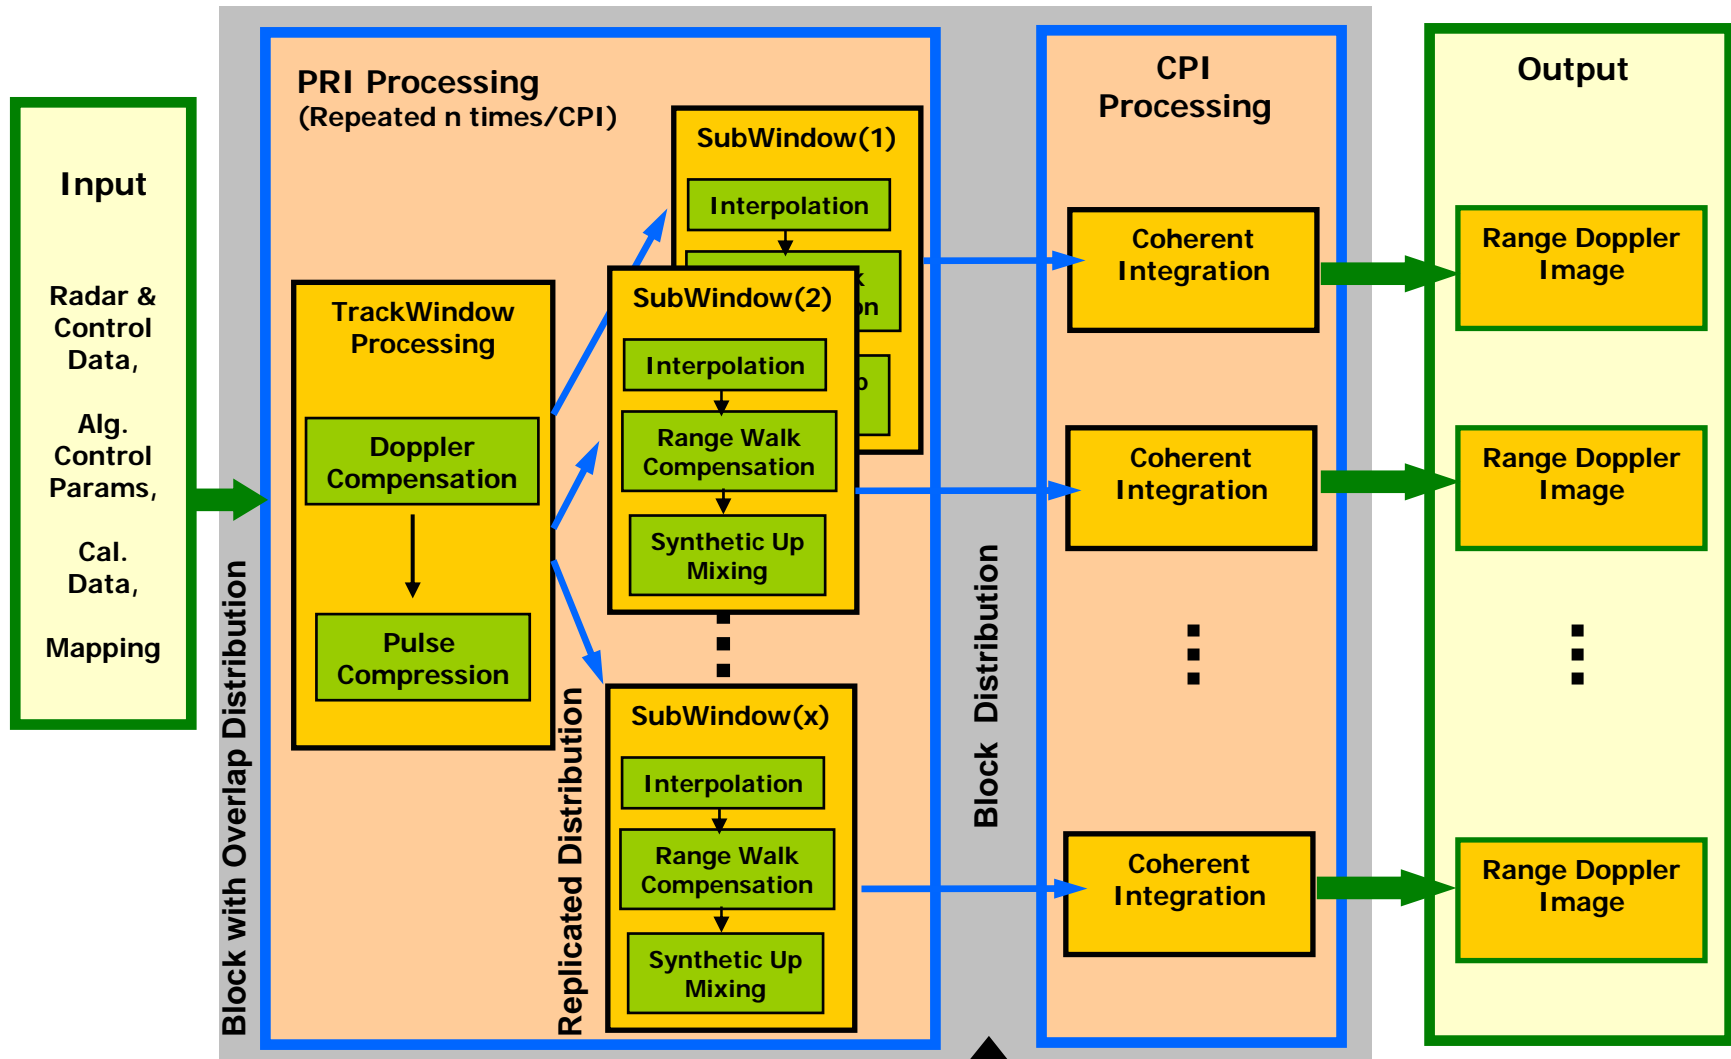 Input
Radar &
Control
Data,
Alg.
Control
Params,
Cal.
Data,
Mapping
Block with Overlap Distribution
PRI Processing
(Repeated n times/CPI)
TrackWindow
Processing
Doppler
Compensation
Pulse
Compression
Replicated Distribution
SubWindow(1)
Interpolation
SubWindow(2)
Interpolation
Range Walk
Compensation
Synthetic Up
Mixing
SubWindow(x)
Interpolation
Range Walk
Compensation
Synthetic Up
Mixing
Block Distribution
CPI
Processing
Coherent
Integration
Coherent
Integration
Coherent
Integration
Output
Range Doppler
Image
Range Doppler
Image
Range Doppler
Image